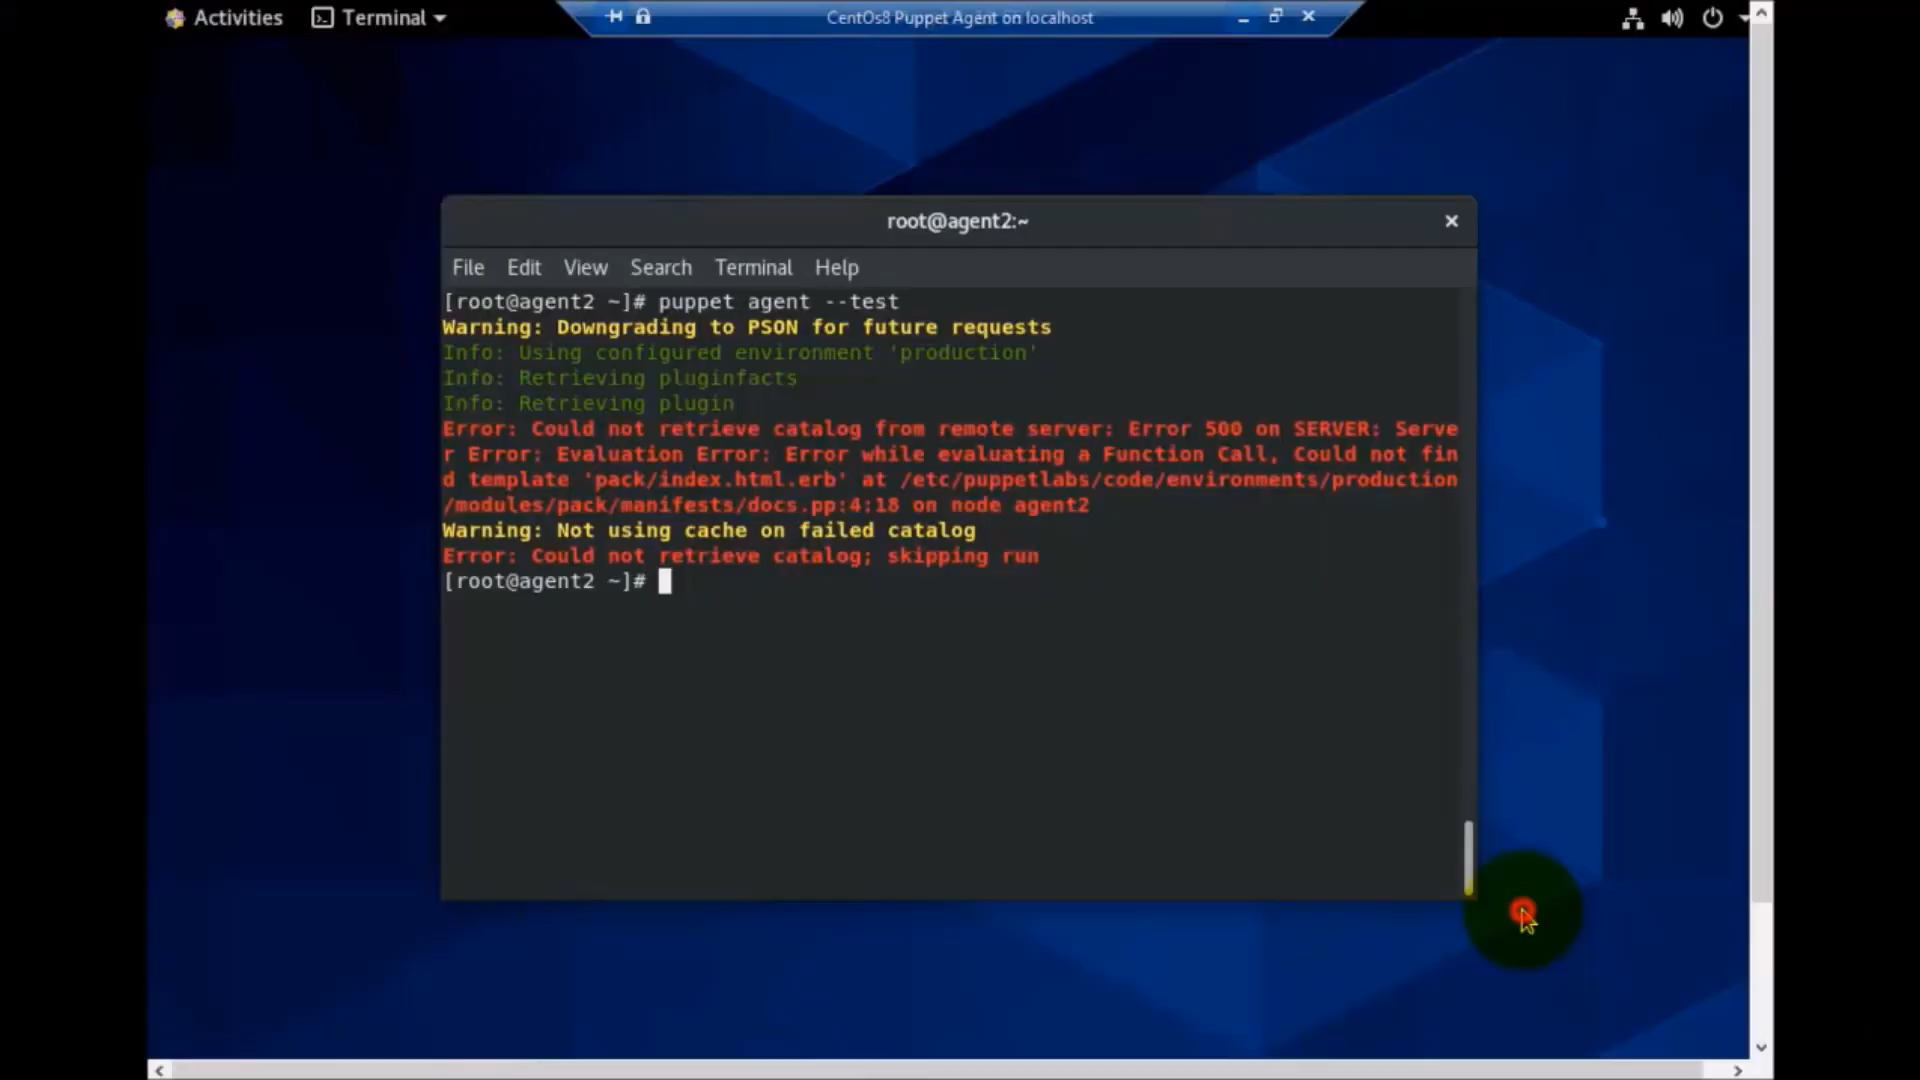 Activities Terminal CentOs8 Puppet Agent on localhost
root@agent2:~
File Edit View Search Terminal Help
[root@agent2 ~]# puppet agent --test
Warning: Downgrading to PSON for future requests
Info: Using configured environment 'production'
Info: Retrieving pluginfacts
Info: Retrieving plugin
Error: Could not retrieve catalog from remote server: Error 500 on SERVER: Serve
r Error: Evaluation Error: Error while evaluating a Function Call, Could not fin
d template 'pack/index.html.erb' at /etc/puppetlabs/code/environments/production
/modules/pack/manifests/docs.pp:4:18 on node agent2
Warning: Not using cache on failed catalog
Error: Could not retrieve catalog; skipping run
[root@agent2 ~]#